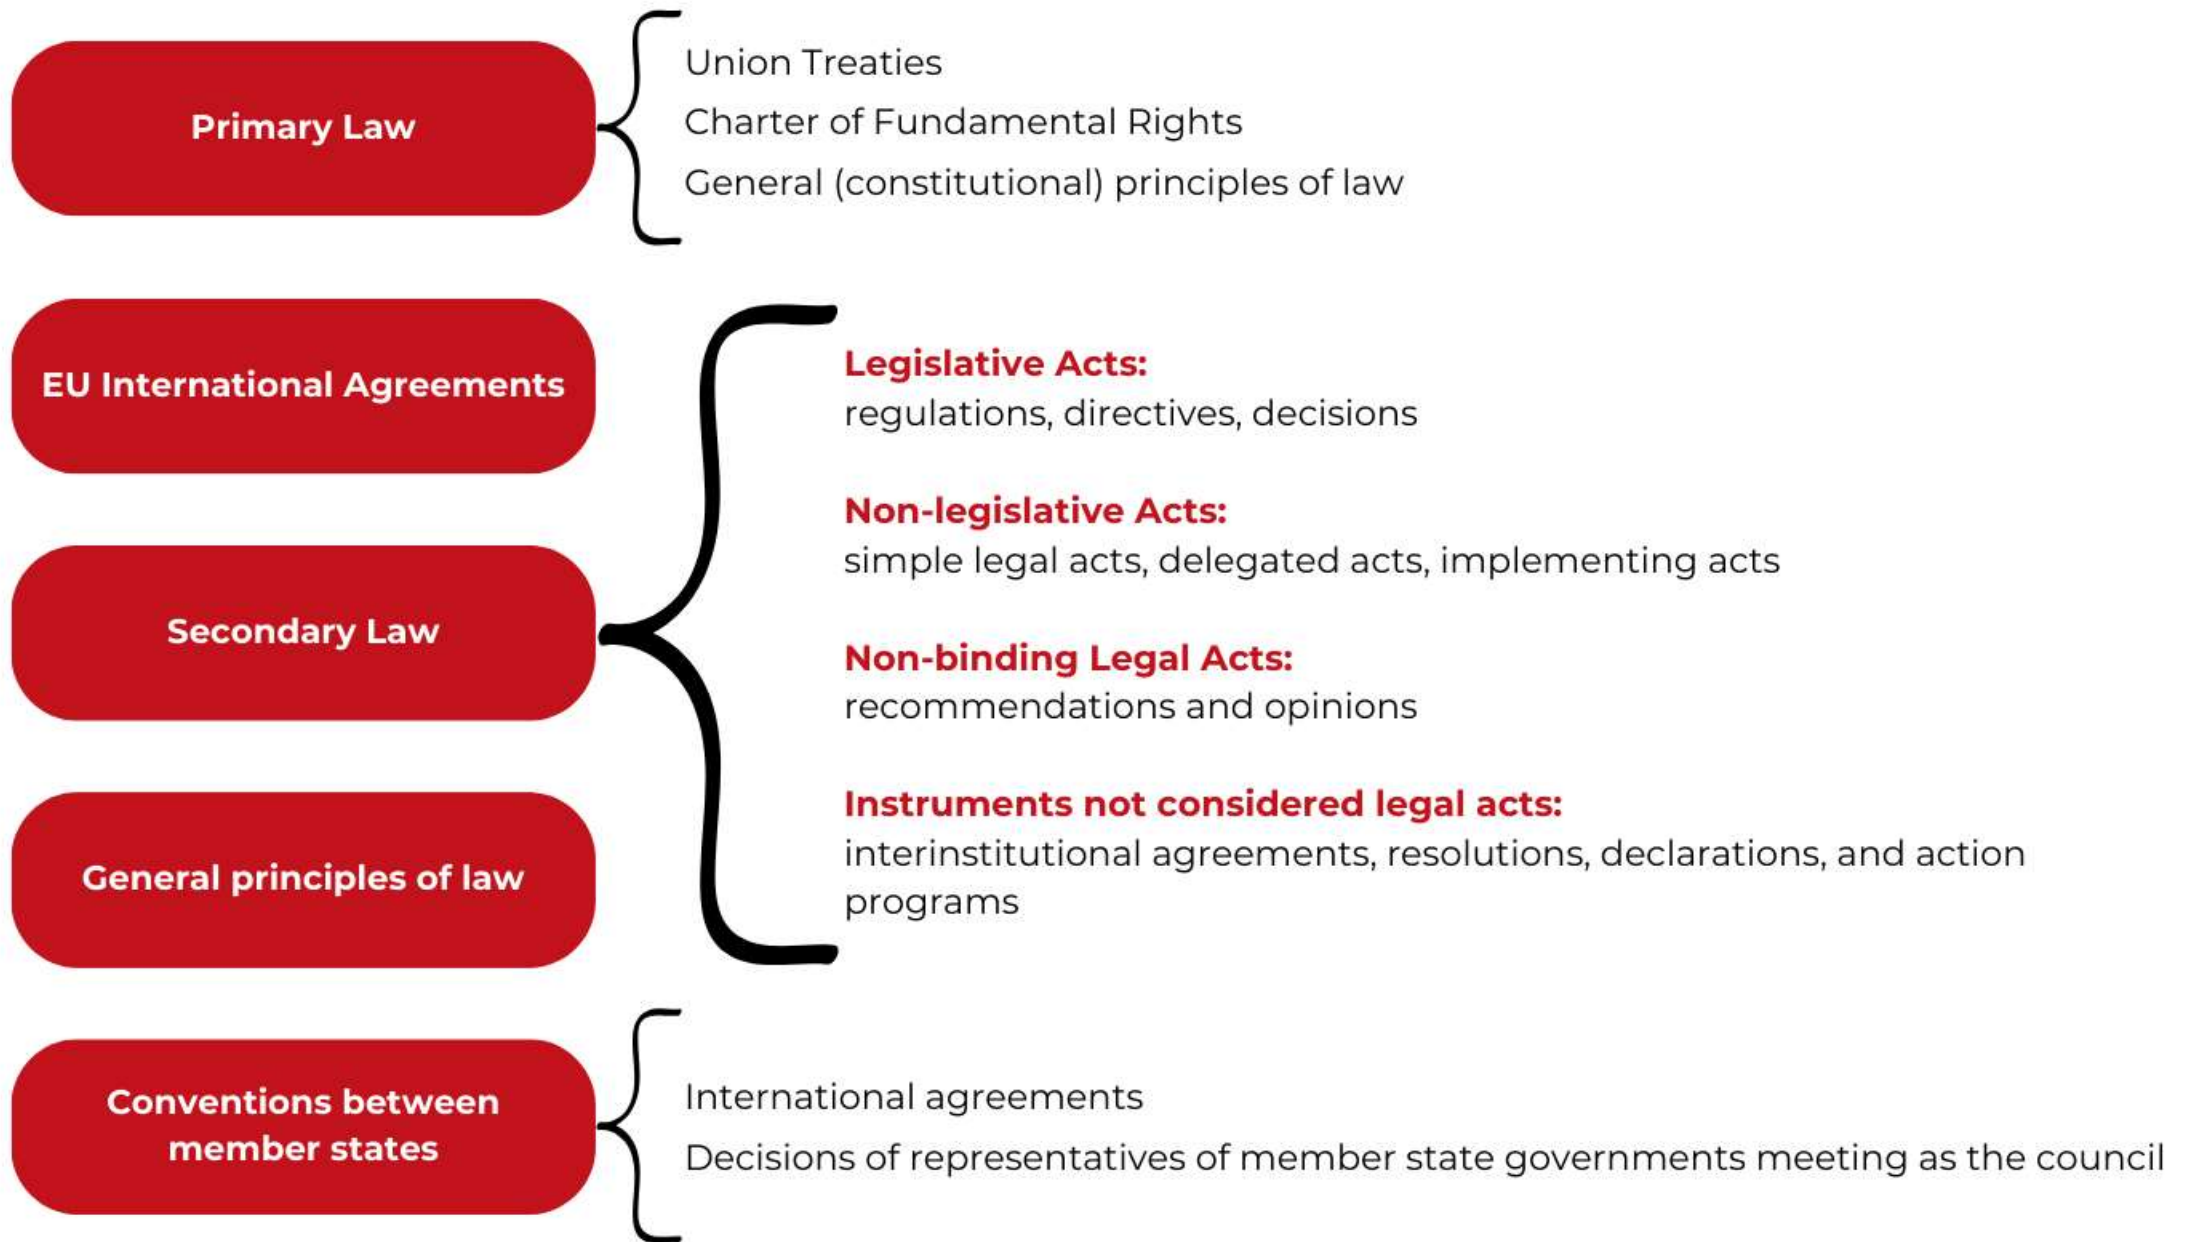 Primary Law
Union Treaties
Charter of Fundamental Rights
General (constitutional) principles of law
EU International Agreements
Secondary Law
Legislative Acts:
regulations, directives, decisions
Non-legislative Acts:
simple legal acts, delegated acts, implementing acts
Non-binding Legal Acts:
recommendations and opinions
Instruments not considered legal acts:
interinstitutional agreements, resolutions, declarations, and action
programs
General principles of law
Conventions between
member states
International agreements
Decisions of representatives of member state governments meeting as the council